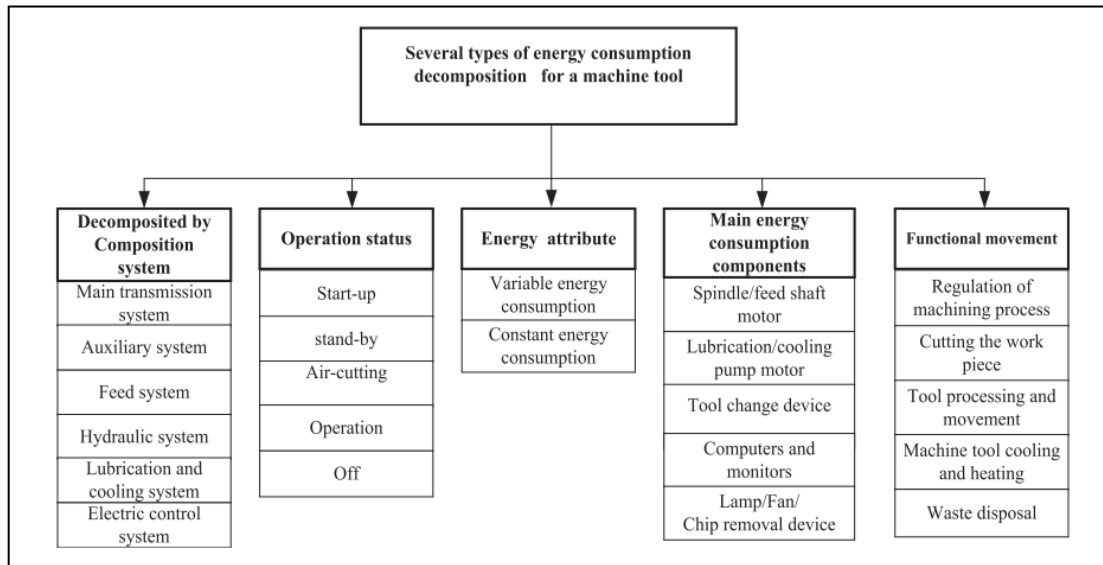 Several types of energy consumption
decomposition for a machine tool
Decomposited by
Composition
system
Main transmission
system
Auxiliary system
Feed system
Hydraulic system
Lubrication and
cooling system
Electric control
system
Operation status
Start-up
stand-by
Air-cutting
Operation
Off
Energy attribute
Variable energy
consumption
Constant energy
consumption
Main energy
consumption
components
Spindle/feed shaft
motor
Lubrication/cooling
pump motor
Tool change device
Computers and
monitors
Lamp/Fan/
Chip removal device
Functional movement
Regulation of
machining process
Cutting the work
piece
Tool processing and
movement
Machine tool cooling
and heating
Waste disposal